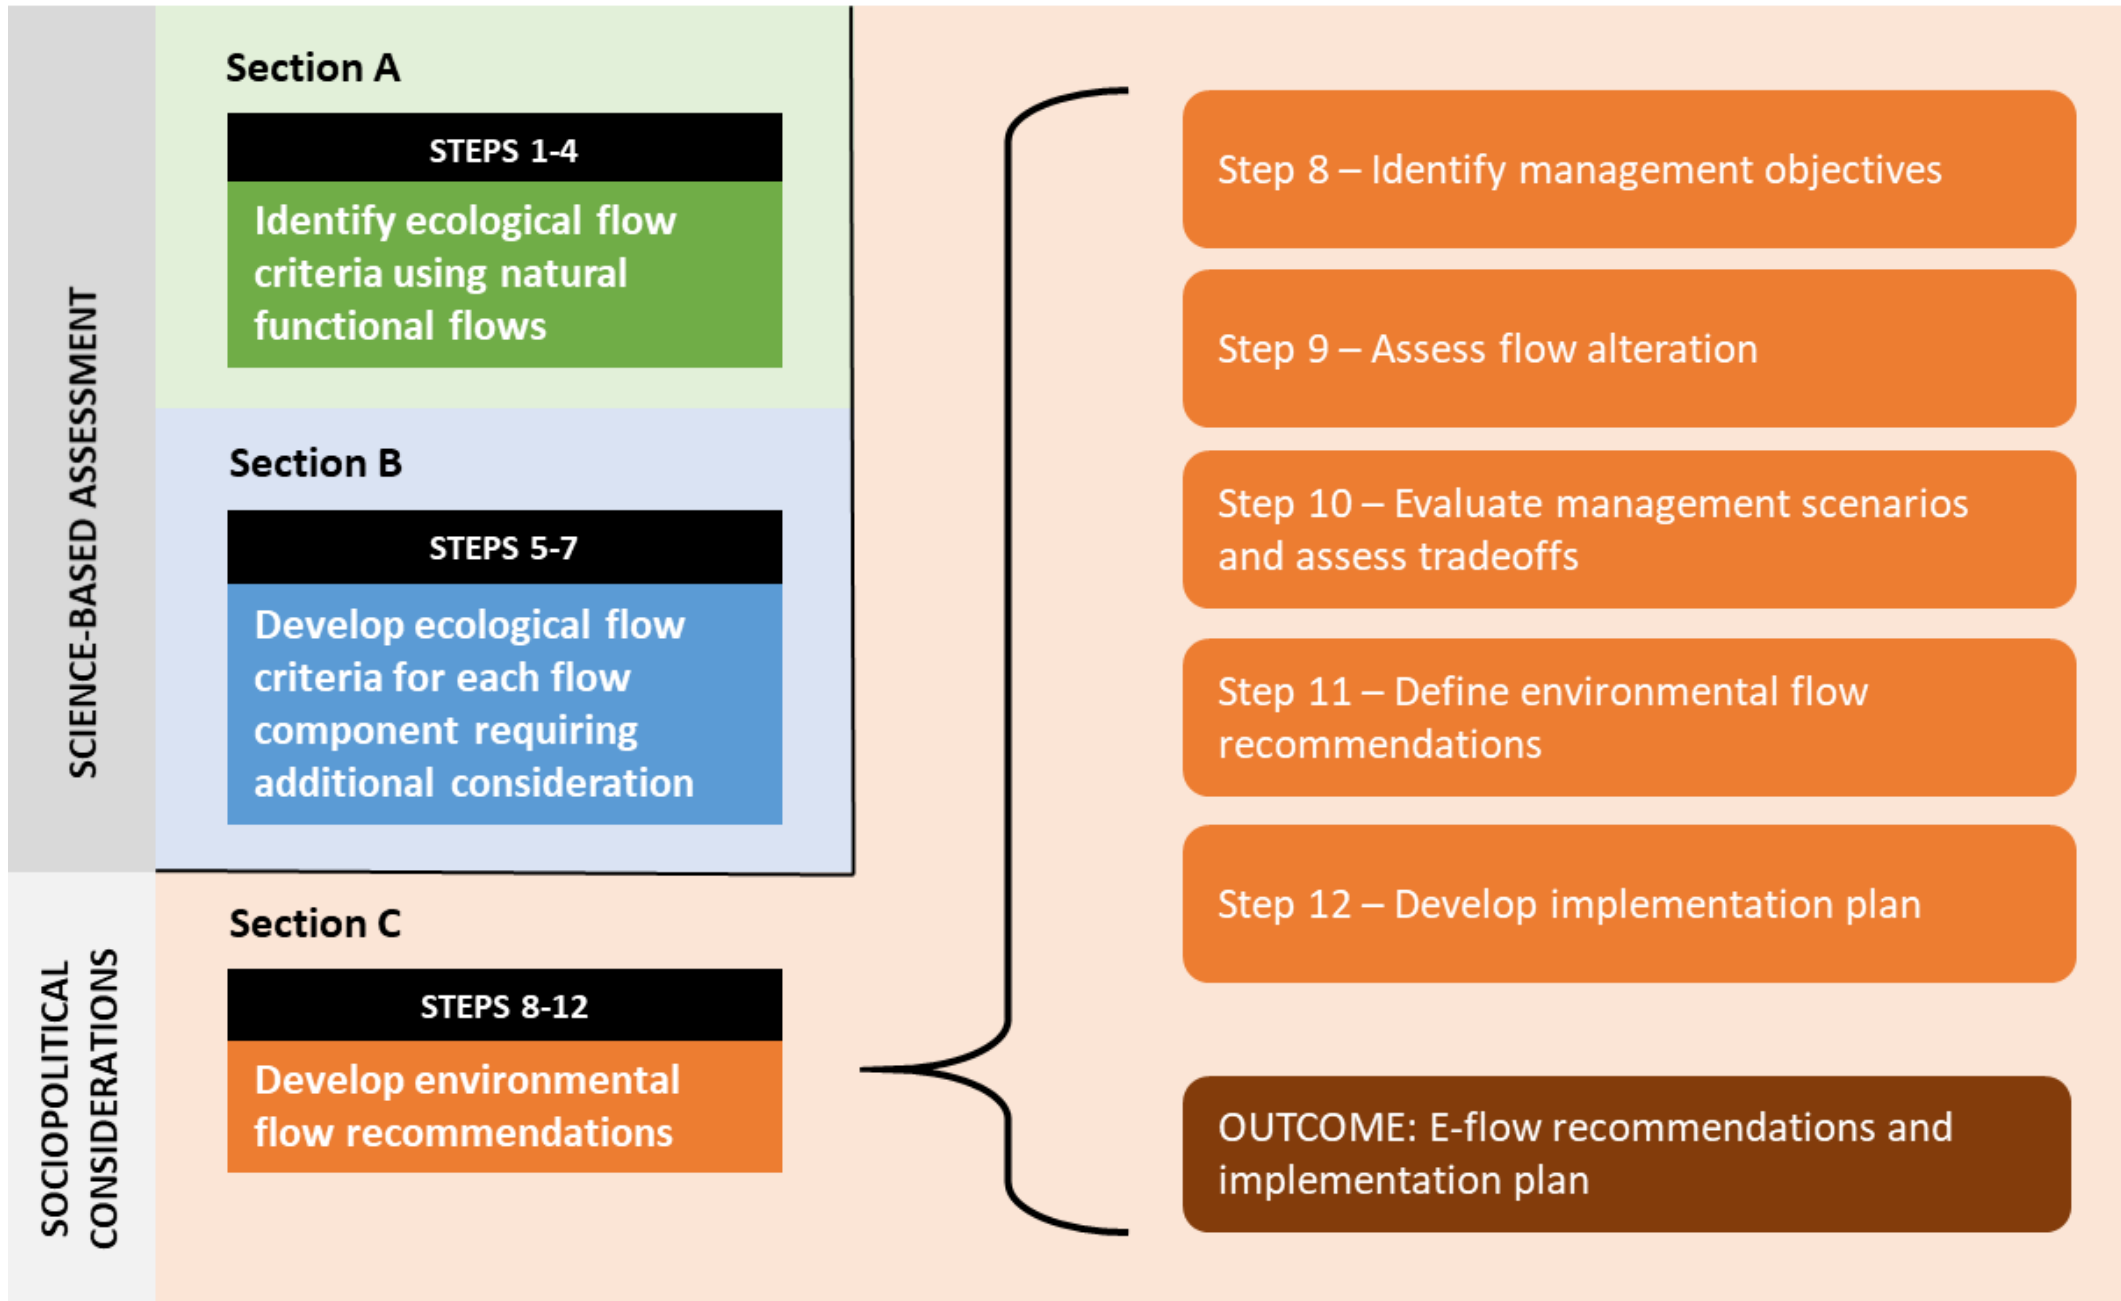 SCIENCE-BASED ASSESSMENT
Section A
STEPS 1-4
Identify ecological flow
criteria using natural
functional flows
Section B
STEPS 5-7
Develop ecological flow
criteria for each flow
component requiring
additional consideration
SOCIOPOLITICAL
CONSIDERATIONS
Section C
STEPS 8-12
Develop environmental
flow recommendations
Step 8 – Identify management objectives
Step 9 – Assess flow alteration
Step 10 – Evaluate management scenarios
and assess tradeoffs
Step 11 – Define environmental flow
recommendations
Step 12 – Develop implementation plan
OUTCOME: E-flow recommendations and
implementation plan